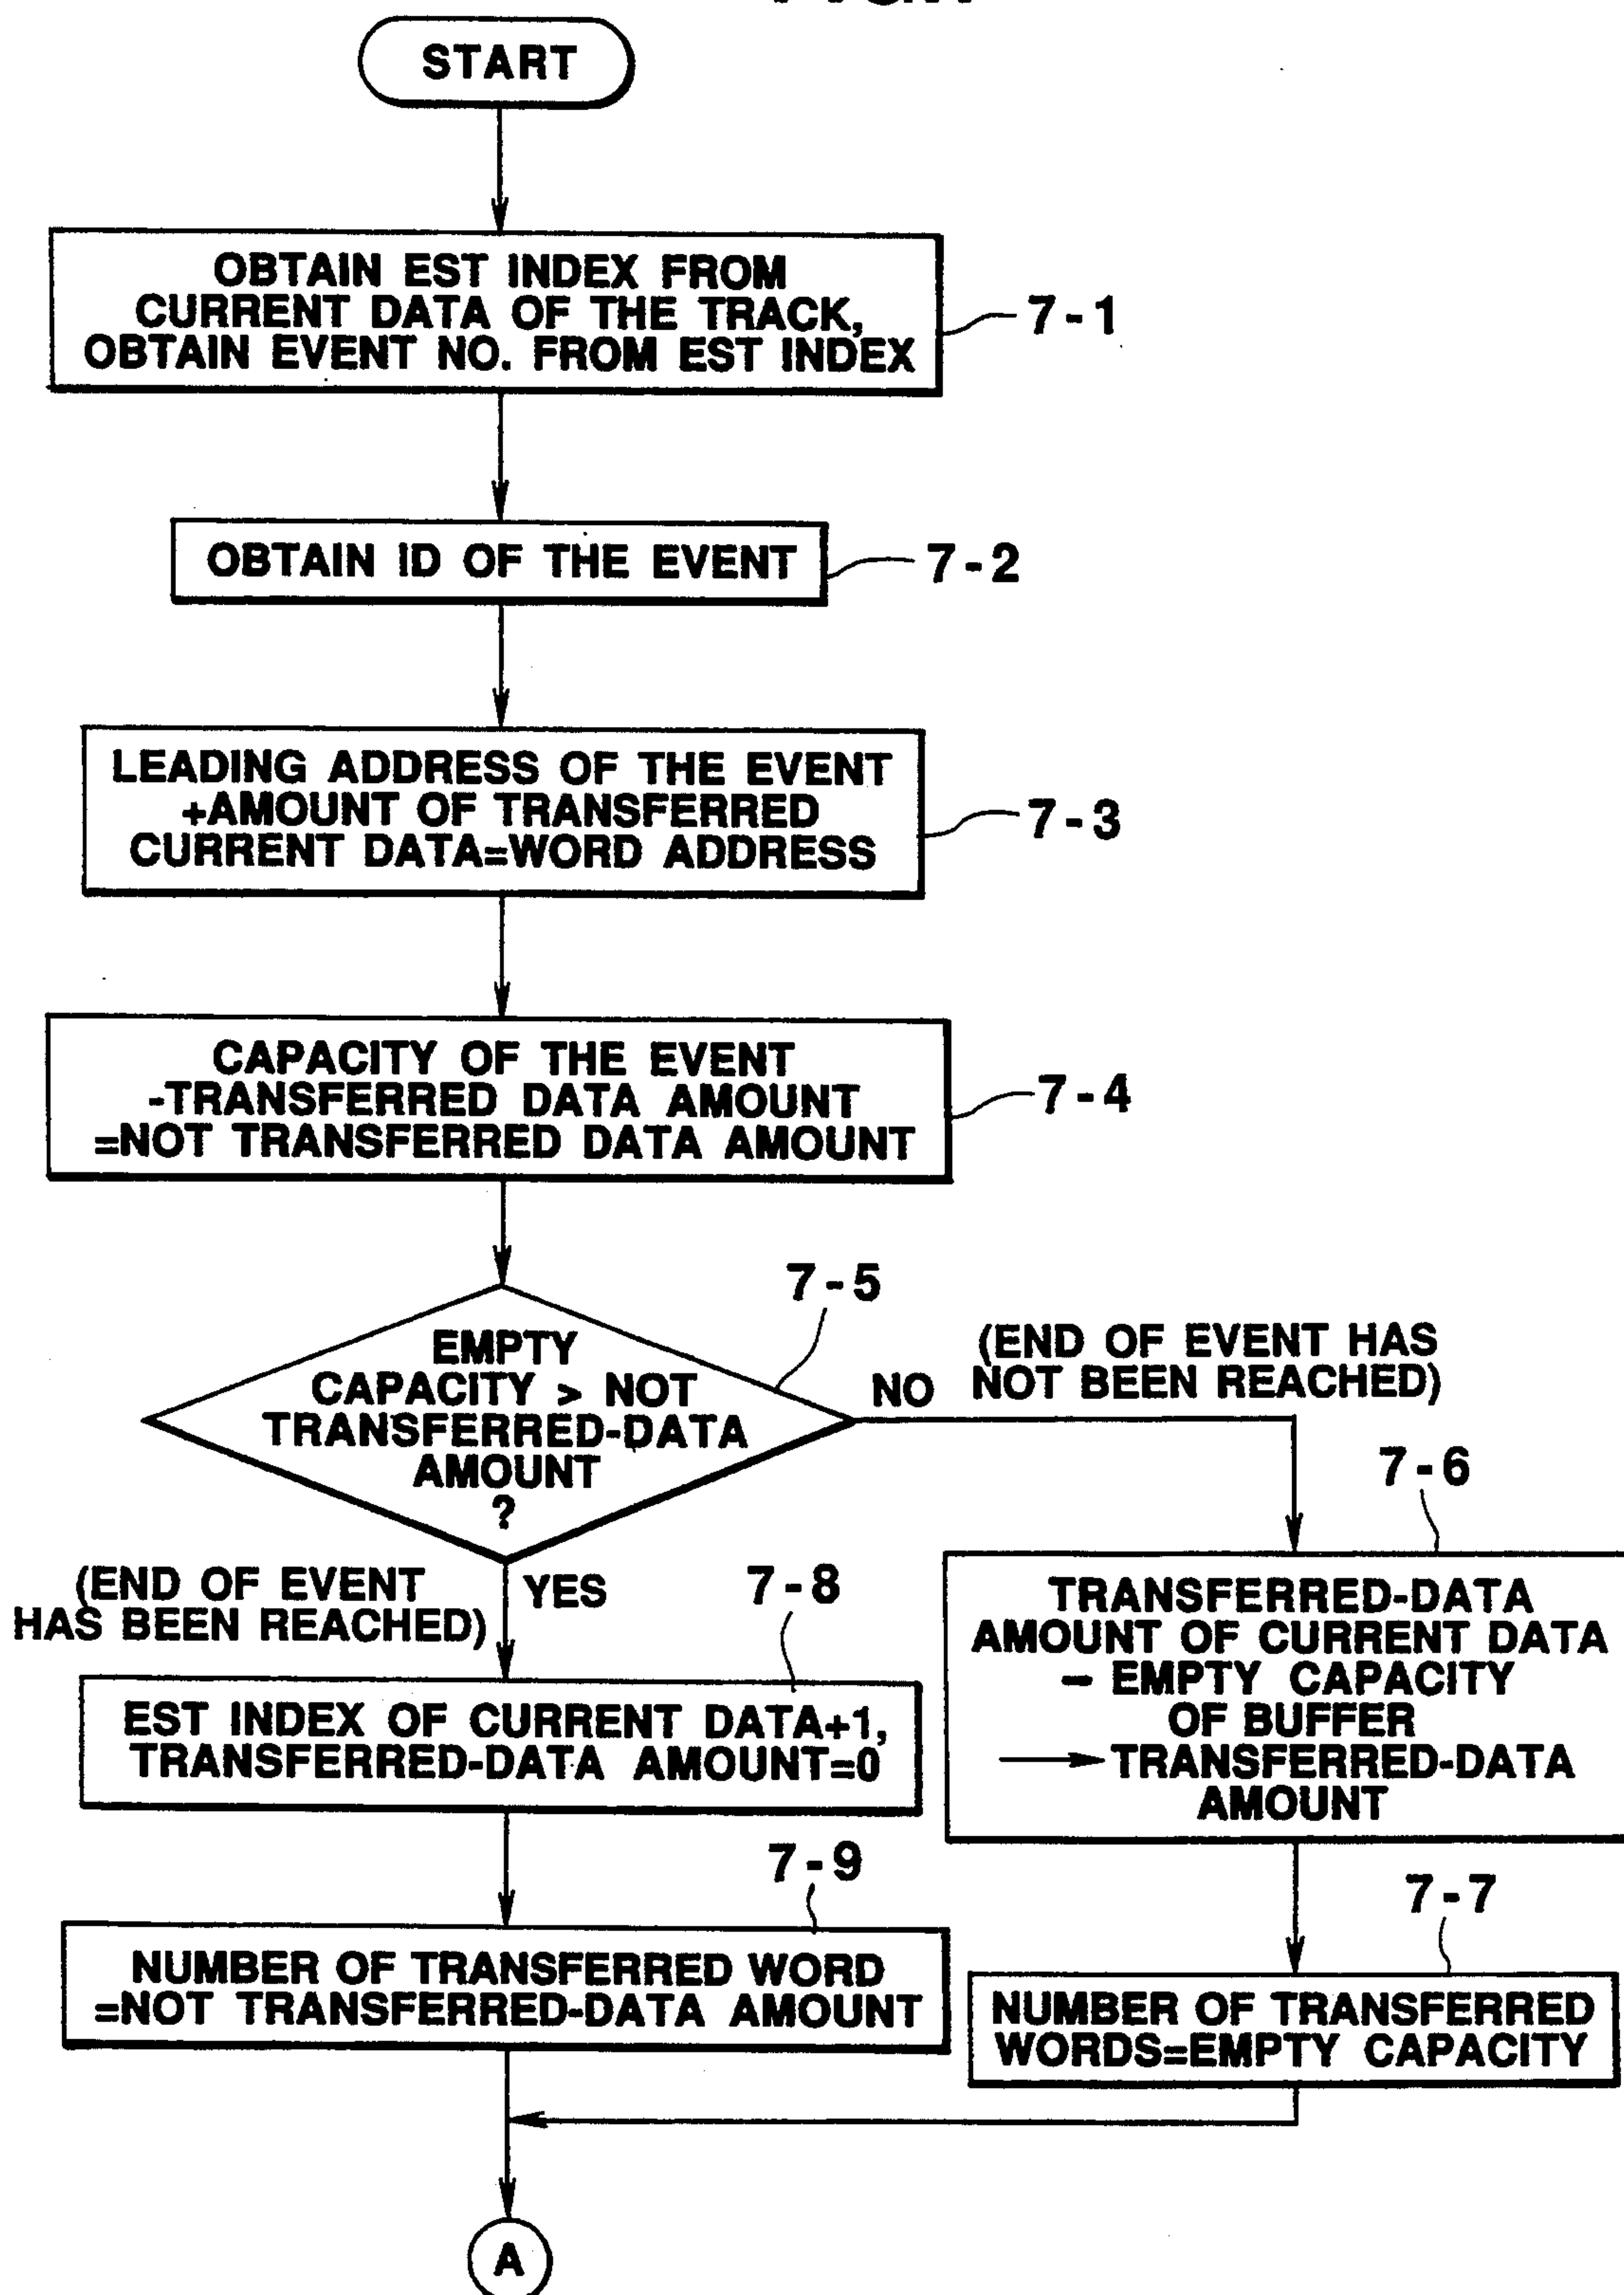 START
OBTAIN EST INDEX FROM
CURRENT DATA OF THE TRACK,
OBTAIN EVENT NO. FROM EST INDEX
7-1
OBTAIN ID OF THE EVENT
7-2
LEADING ADDRESS OF THE EVENT
+AMOUNT OF TRANSFERRED
CURRENT DATA=WORD ADDRESS
7-3
CAPACITY OF THE EVENT
-TRANSFERRED DATA AMOUNT
=NOT TRANSFERRED DATA AMOUNT
7-4
7-5
EMPTY
CAPACITY > NOT
TRANSFERRED-DATA
AMOUNT
?
NO
(END OF EVENT HAS
NOT BEEN REACHED)
7-6
TRANSFERRED-DATA
AMOUNT OF CURRENT DATA
- EMPTY CAPACITY
OF BUFFER
→TRANSFERRED-DATA
AMOUNT
(END OF EVENT
HAS BEEN REACHED)
YES
7-8
EST INDEX OF CURRENT DATA+1,
TRANSFERRED-DATA AMOUNT=0
7-9
NUMBER OF TRANSFERRED WORD
=NOT TRANSFERRED-DATA AMOUNT
7-7
NUMBER OF TRANSFERRED
WORDS=EMPTY CAPACITY
A